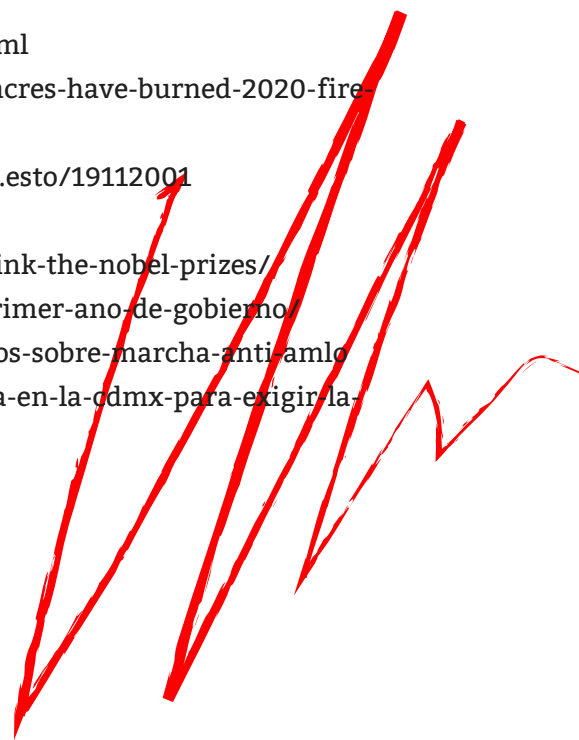 ml
acres-have-burned-2020-fire-
.esto/19112001
ink-the-nobel-prizes/
rimer-ano-de-gobierno/
os-sobre-marcha-anti-amlo
a-en-la-cdmx-para-exigir-la-